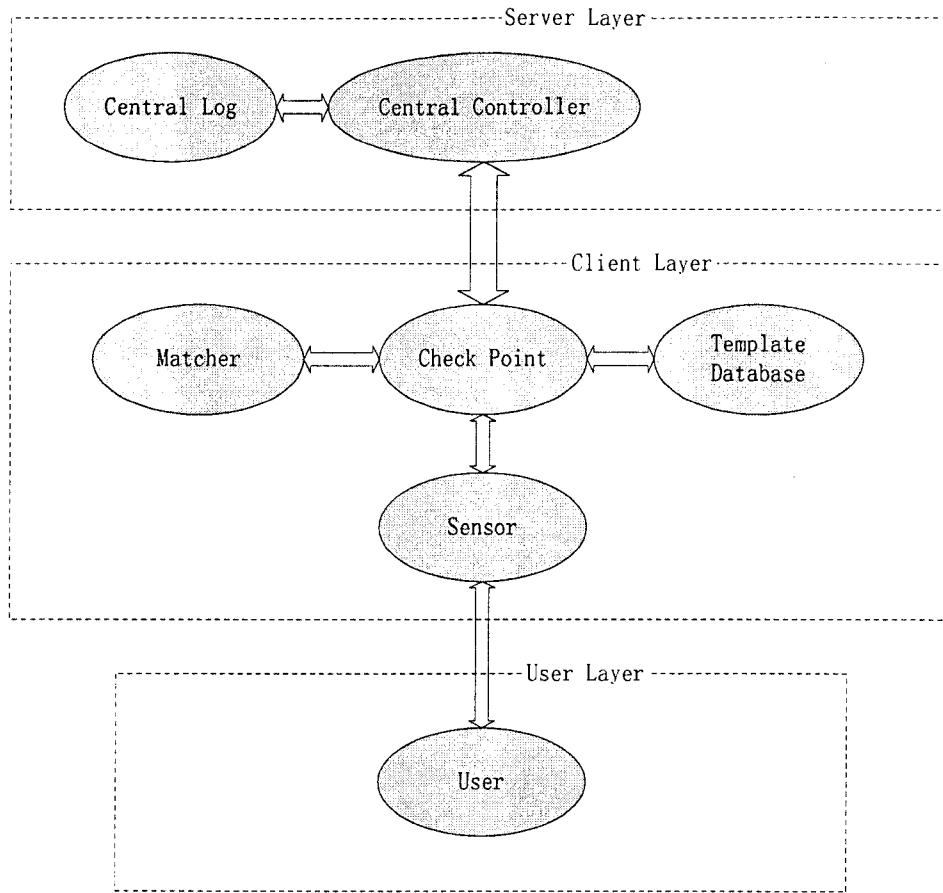 Server Layer
Central Log
Central Controller
Client Layer
Matcher
Check Point
Template
Database
Sensor
User Layer
User